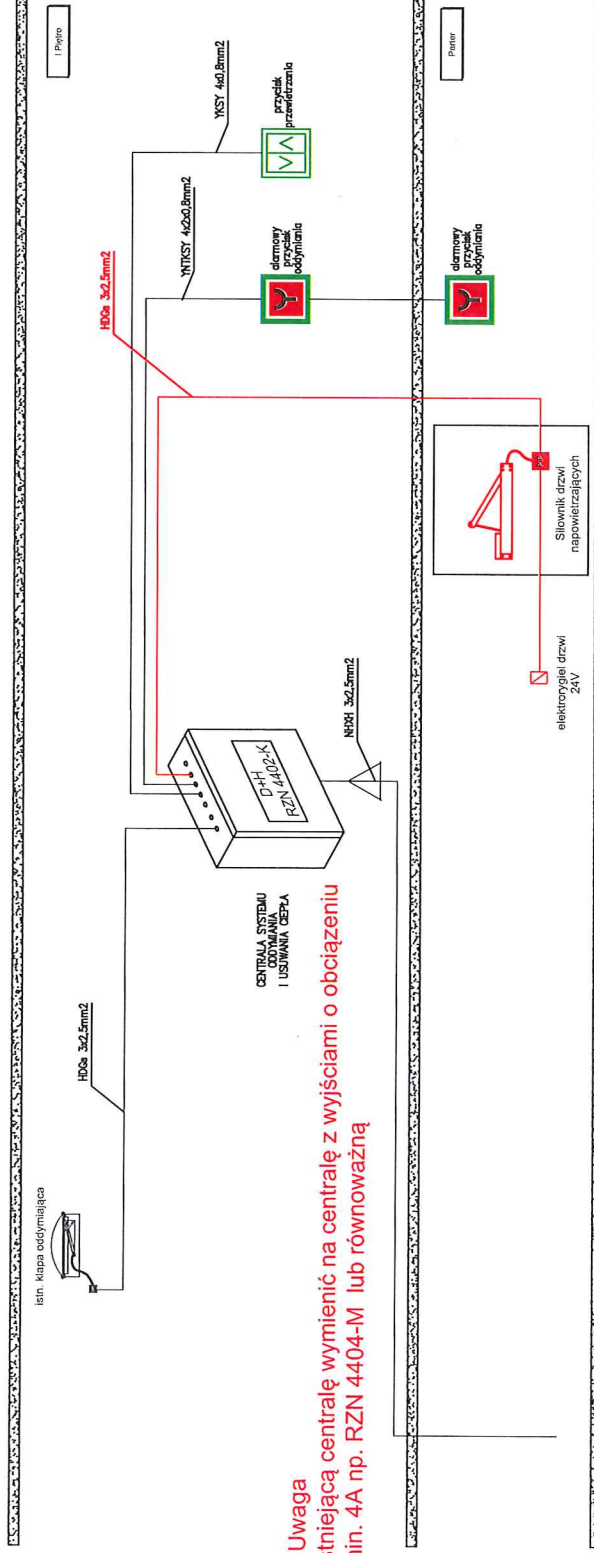 I Piętro
istn. klapa oddymiająca
HDGs 3x2,5mm2
HDGs 3x2,5mm2
YNTKSY 4x2x0,8mm2
YKSY 4x0,8mm2
alarmowy
przycisk
oddymiania
przycisk
przewietrzania
CENTRALA SYSTEMU
ODDYMIANIA
I USUWANIA CIEPŁA
D+H
RZN 4402-K
NHXH 3x2,5mm2
Uwaga
tniejącą centralę wymienić na centralę z wyjściami o obciążeniu
in. 4A np. RZN 4404-M lub równoważną
Parter
alarmowy
przycisk
oddymiania
Siłownik drzwi
napowietrzających
elektrorygiel drzwi
24V